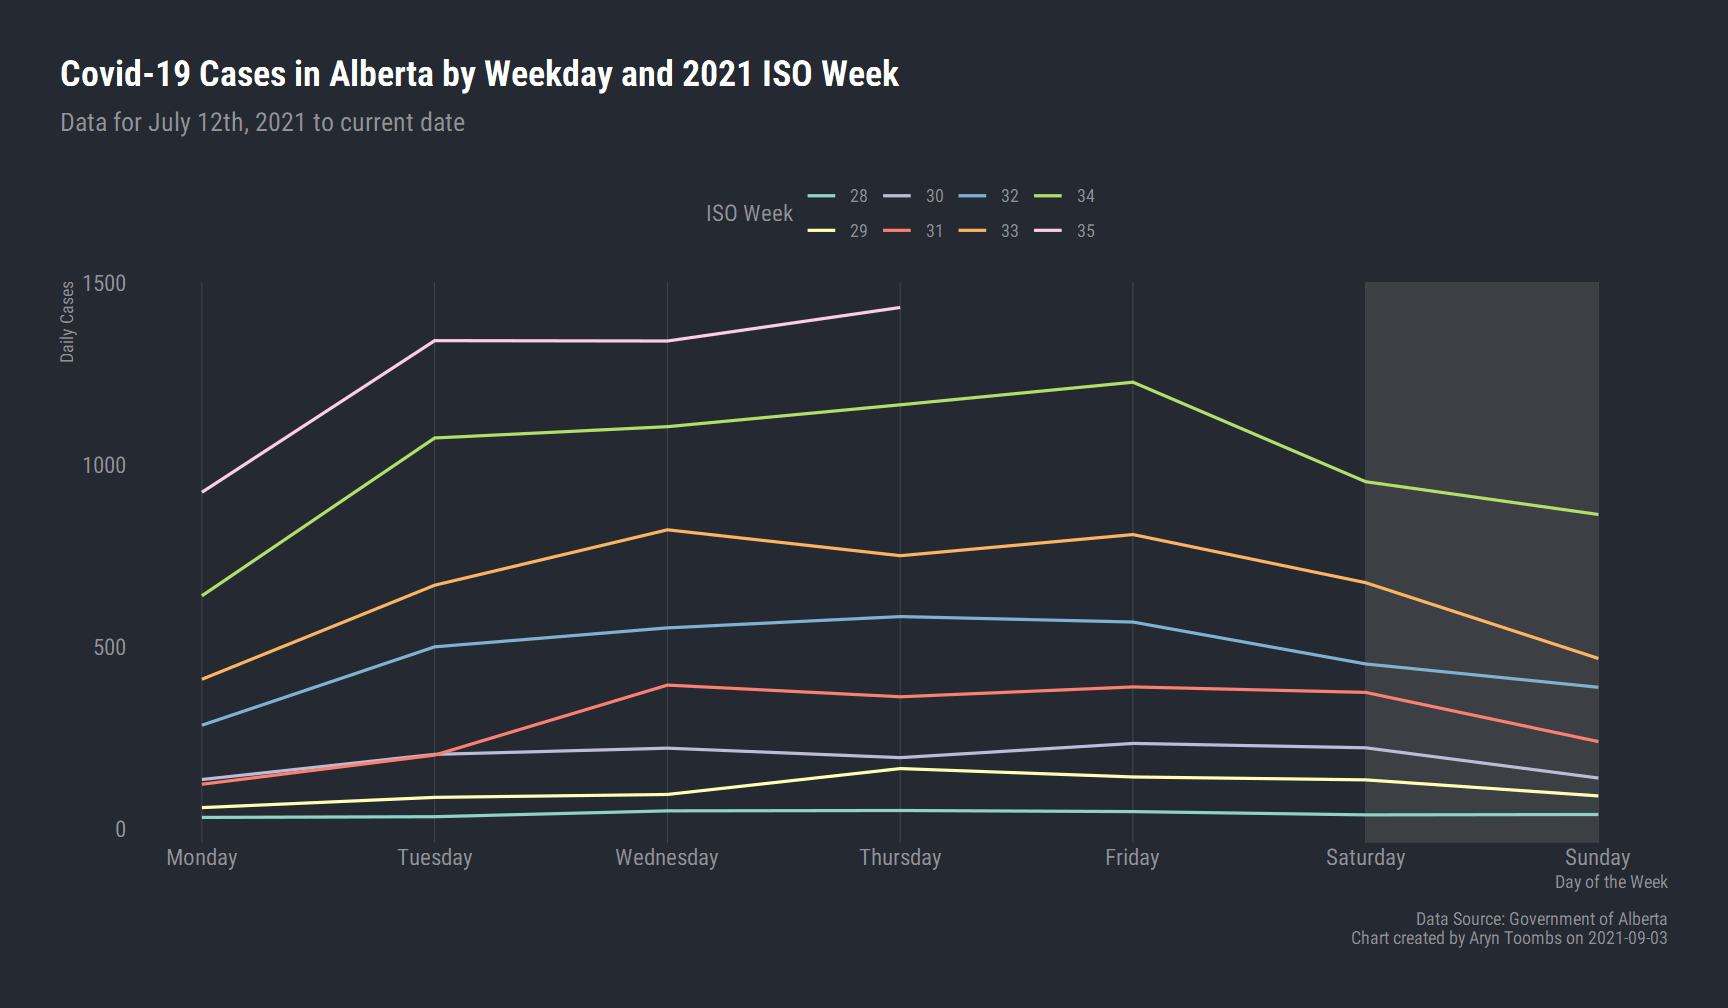 Covid-19 Cases in Alberta by Weekday and 2021 ISO Week
Data for July 12th, 2021 to current date
ISO Week
28 30 32 34
29 31 33 35
Daily Cases
1500
1000
500
0
Monday Tuesday Wednesday Thursday Friday Saturday Sunday
Day of the Week
Data Source: Government of Alberta
Chart created by Aryn Toombs on 2021-09-03